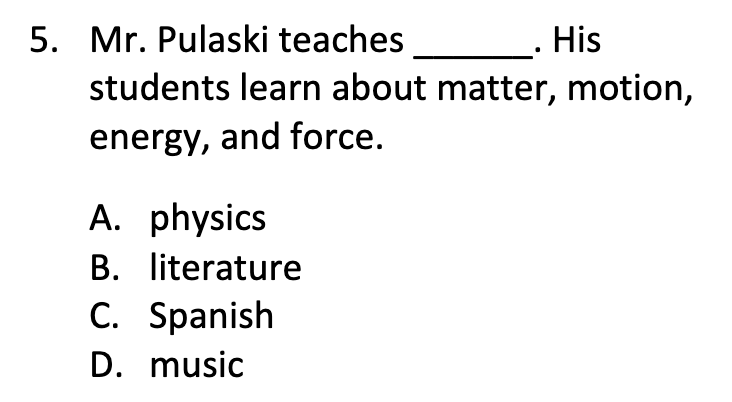 5. Mr. Pulaski teaches ______. His
students learn about matter, motion,
energy, and force.
A. physics
B. literature
C. Spanish
D. music